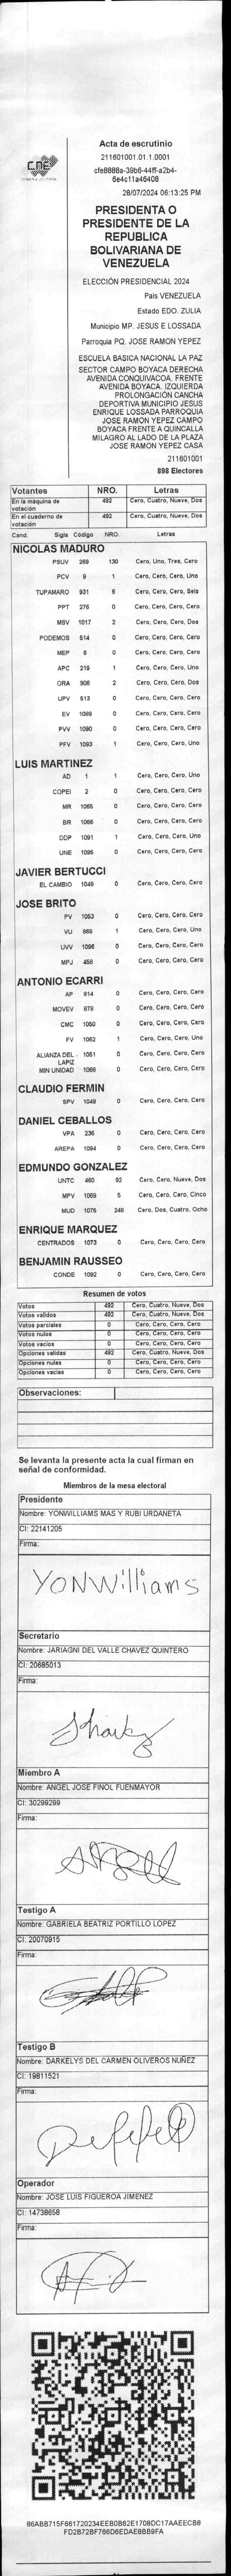 CNE
Acta de escrutinio
211601001.01.1.0001
cfe8888a-39b6-44ff-a2b4-
6e4c11a46408
28/07/2024 06:13:25 PM
PRESIDENTA O
PRESIDENTE DE LA
REPUBLICA
BOLIVARIANA DE
VENEZUELA
ELECCIÓN PRESIDENCIAL 2024
Pais VENEZUELA
Estado EDO. ZULIA
Municipio MP. JESUS E LOSSADA
Parroquia PQ. JOSE RAMON YEPEZ
ESCUELA BASICA NACIONAL LA PAZ
SECTOR CAMPO BOYACA DERECHA
AVENIDA CONQUIVACOA. FRENTE
AVENIDA BOYACA. IZQUIERDA
PROLONGACIÓN CANCHA
DEPORTIVA MUNICIPIO JESUS
ENRIQUE LOSSADA PARROQUIA
JOSE RAMON YEPEZ CAMPO
BOYACA FRENTE A QUINCALLA
MILAGRO AL LADO DE LA PLAZA
JOSE RAMON YEPEZ CASA
211601001
898 Electores
Votantes NRO. Letras
En la máquina de votación 492 Cero, Cuatro, Nueve, Dos
En el cuaderno de votación 492 Cero, Cuatro, Nueve, Dos
Cand. Sigla Código NRO. Letras
NICOLAS MADURO
PSUV 269 130 Cero, Uno, Tres, Cero
PCV 9 1 Cero, Cero, Cero, Uno
TUPAMARO 931 6 Cero, Cero, Cero, Seis
PPT 276 0 Cero, Cero, Cero, Cero
MSV 1017 2 Cero, Cero, Cero, Dos
PODEMOS 514 0 Cero, Cero, Cero, Cero
MEP 6 0 Cero, Cero, Cero, Cero
APC 219 1 Cero, Cero, Cero, Uno
ORA 906 2 Cero, Cero, Cero, Dos
UPV 613 0 Cero, Cero, Cero, Cero
EV 1089 0 Cero, Cero, Cero, Cero
PVV 1090 0 Cero, Cero, Cero, Cero
PFV 1093 1 Cero, Cero, Cero, Uno
LUIS MARTINEZ
AD 1 1 Cero, Cero, Cero, Uno
COPEI 2 0 Cero, Cero, Cero, Cero
MR 1065 0 Cero, Cero, Cero, Cero
BR 1066 0 Cero, Cero, Cero, Cero
DDP 1091 1 Cero, Cero, Cero, Uno
UNE 1095 0 Cero, Cero, Cero, Cero
JAVIER BERTUCCI
EL CAMBIO 1046 0 Cero, Cero, Cero, Cero
JOSE BRITO
PV 1053 0 Cero, Cero, Cero, Cero
VU 868 1 Cero, Cero, Cero, Uno
UVV 1096 0 Cero, Cero, Cero, Cero
MPJ 458 0 Cero, Cero, Cero, Cero
ANTONIO ECARRI
AP 814 0 Cero, Cero, Cero, Cero
MOVEV 979 0 Cero, Cero, Cero, Cero
CMC 1050 0 Cero, Cero, Cero, Cero
FV 1062 1 Cero, Cero, Cero, Uno
ALIANZA DEL LAPIZ 1051 0 Cero, Cero, Cero, Cero
MIN UNIDAD 1068 0 Cero, Cero, Cero, Cero
CLAUDIO FERMIN
SPV 1049 0 Cero, Cero, Cero, Cero
DANIEL CEBALLOS
VPA 236 0 Cero, Cero, Cero, Cero
AREPA 1094 0 Cero, Cero, Cero, Cero
EDMUNDO GONZALEZ
UNTC 460 92 Cero, Cero, Nueve, Dos
MPV 1069 5 Cero, Cero, Cero, Cinco
MUD 1075 248 Cero, Dos, Cuatro, Ocho
ENRIQUE MARQUEZ
CENTRADOS 1073 0 Cero, Cero, Cero, Cero
BENJAMIN RAUSSEO
CONDE 1092 0 Cero, Cero, Cero, Cero
Resumen de votos
Votos 492 Cero, Cuatro, Nueve, Dos
Votos validos 492 Cero, Cuatro, Nueve, Dos
Votos parciales 0 Cero, Cero, Cero, Cero
Votos nulos 0 Cero, Cero, Cero, Cero
Votos vacios 0 Cero, Cero, Cero, Cero
Opciones validas 492 Cero, Cuatro, Nueve, Dos
Opciones nulas 0 Cero, Cero, Cero, Cero
Opciones vacias 0 Cero, Cero, Cero, Cero
Observaciones:
Se levanta la presente acta la cual firman en
señal de conformidad.
Miembros de la mesa electoral
Presidente
Nombre: YONWILLIAMS MAS Y RUBI URDANETA
CI: 22141205
Firma:
YONWilliams
Secretario
Nombre: JARIAGNI DEL VALLE CHAVEZ QUINTERO
CI: 20685013
Firma:
Miembro A
Nombre: ANGEL JOSE FINOL FUENMAYOR
CI: 30299299
Firma:
Testigo A
Nombre: GABRIELA BEATRIZ PORTILLO LOPEZ
CI: 20070915
Firma:
Testigo B
Nombre: DARKELYS DEL CARMEN OLIVEROS NUÑEZ
CI: 19811521
Firma:
Operador
Nombre: JOSE LUIS FIGUEROA JIMENEZ
CI: 14738658
Firma:
86ABB715F661720234EEB0B62E1708DC17AAEECB8
FD2B72BF766D6EDAE8BB9FA